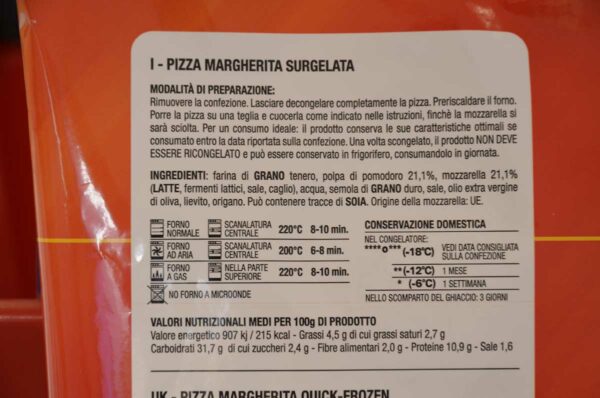 I - PIZZA MARGHERITA SURGELATA
MODALITÀ DI PREPARAZIONE:
Rimuovere la confezione. Lasciare decongelare completamente la pizza. Preriscaldare il forno.
Porre la pizza su una teglia e cuocerla come indicato nelle istruzioni, finchè la mozzarella si
sarà sciolta. Per un consumo ideale: il prodotto conserva le sue caratteristiche ottimali se
consumato entro la data riportata sulla confezione. Una volta scongelato, il prodotto NON DEVE
ESSERE RICONGELATO e può essere conservato in frigorifero, consumandolo in giornata.
INGREDIENTI: farina di GRANO tenero, polpa di pomodoro 21,1%, mozzarella 21,1%
(LATTE, fermenti lattici, sale, caglio), acqua, semola di GRANO duro, sale, olio extra vergine
di oliva, lievito, origano. Può contenere tracce di SOIA. Origine della mozzarella: UE.
FORNO NORMALE SCANALATURA CENTRALE 220°C 8-10 min.
FORNO AD ARIA SCANALATURA CENTRALE 200°C 6-8 min.
FORNO A GAS NELLA PARTE SUPERIORE 220°C 8-10 min.
NO FORNO A MICROONDE
CONSERVAZIONE DOMESTICA
NEL CONGELATORE:
****o*** (-18°C) VEDI DATA CONSIGLIATA SULLA CONFEZIONE
** (-12°C) 1 MESE
* (-6°C) 1 SETTIMANA
NELLO SCOMPARTO DEL GHIACCIO: 3 GIORNI
VALORI NUTRIZIONALI MEDI PER 100g DI PRODOTTO
Valore energetico 907 kj / 215 kcal - Grassi 4,5 g di cui grassi saturi 2,7 g
Carboidrati 31,7 g di cui zuccheri 2,4 g - Fibre alimentari 2,0 g - Proteine 10,9 g - Sale 1,6
UK - PIZZA MARGHERITA QUICK-FROZEN